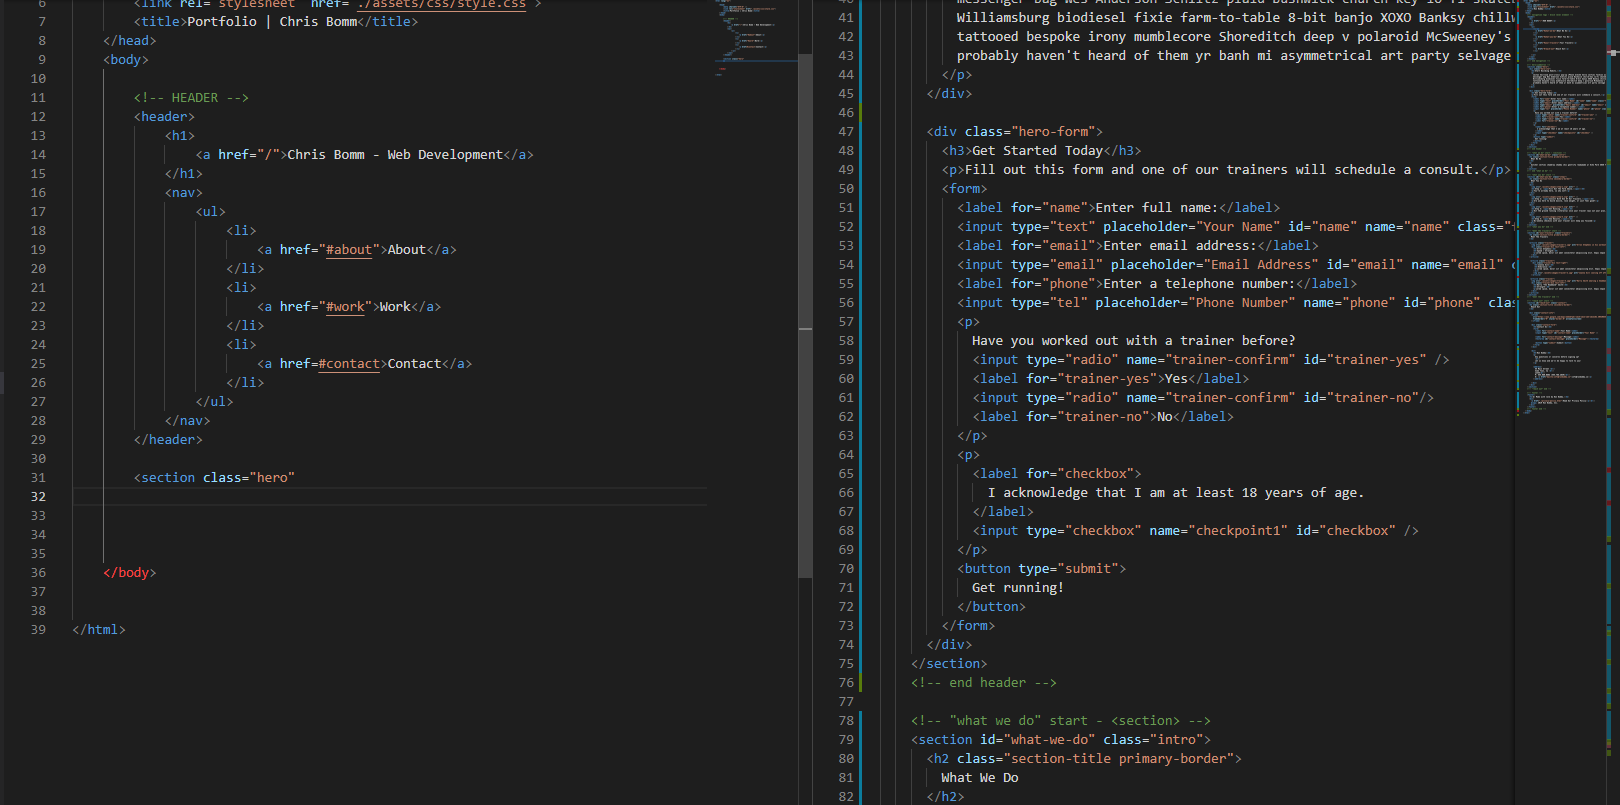 6 <link rel="stylesheet" href="./assets/css/style.css">
7 <title>Portfolio | Chris Bomm</title>
8 </head>
9 <body>
10
11 <!-- HEADER -->
12 <header>
13 <h1>
14 <a href="/">Chris Bomm - Web Development</a>
15 </h1>
16 <nav>
17 <ul>
18 <li>
19 <a href="#about">About</a>
20 </li>
21 <li>
22 <a href="#work">Work</a>
23 </li>
24 <li>
25 <a href=#contact>Contact</a>
26 </li>
27 </ul>
28 </nav>
29 </header>
30
31 <section class="hero"
32
33
34
35
36 </body>
37
38
39 </html>
40 messenger bag Wes Anderson Schlitz plaid Bushwick church key
41 Williamsburg biodiesel fixie farm-to-table 8-bit banjo XOXO Banksy
42 tattooed bespoke irony mumblecore Shoreditch deep v polaroid McSweeney's
43 probably haven't heard of them yr banh mi asymmetrical art party selvage
44 </p>
45 </div>
46
47 <div class="hero-form">
48 <h3>Get Started Today</h3>
49 <p>Fill out this form and one of our trainers will schedule a consult.</p>
50 <form>
51 <label for="name">Enter full name:</label>
52 <input type="text" placeholder="Your Name" id="name" name="name" class="
53 <label for="email">Enter email address:</label>
54 <input type="email" placeholder="Email Address" id="email" name="email" c
55 <label for="phone">Enter a telephone number:</label>
56 <input type="tel" placeholder="Phone Number" name="phone" id="phone" clas
57 <p>
58 Have you worked out with a trainer before?
59 <input type="radio" name="trainer-confirm" id="trainer-yes" />
60 <label for="trainer-yes">Yes</label>
61 <input type="radio" name="trainer-confirm" id="trainer-no"/>
62 <label for="trainer-no">No</label>
63 </p>
64 <p>
65 <label for="checkbox">
66 I acknowledge that I am at least 18 years of age.
67 </label>
68 <input type="checkbox" name="checkpoint1" id="checkbox" />
69 </p>
70 <button type="submit">
71 Get running!
72 </button>
73 </form>
74 </div>
75 </section>
76 <!-- end header -->
77
78 <!-- "what we do" start - <section> -->
79 <section id="what-we-do" class="intro">
80 <h2 class="section-title primary-border">
81 What We Do
82 </h2>